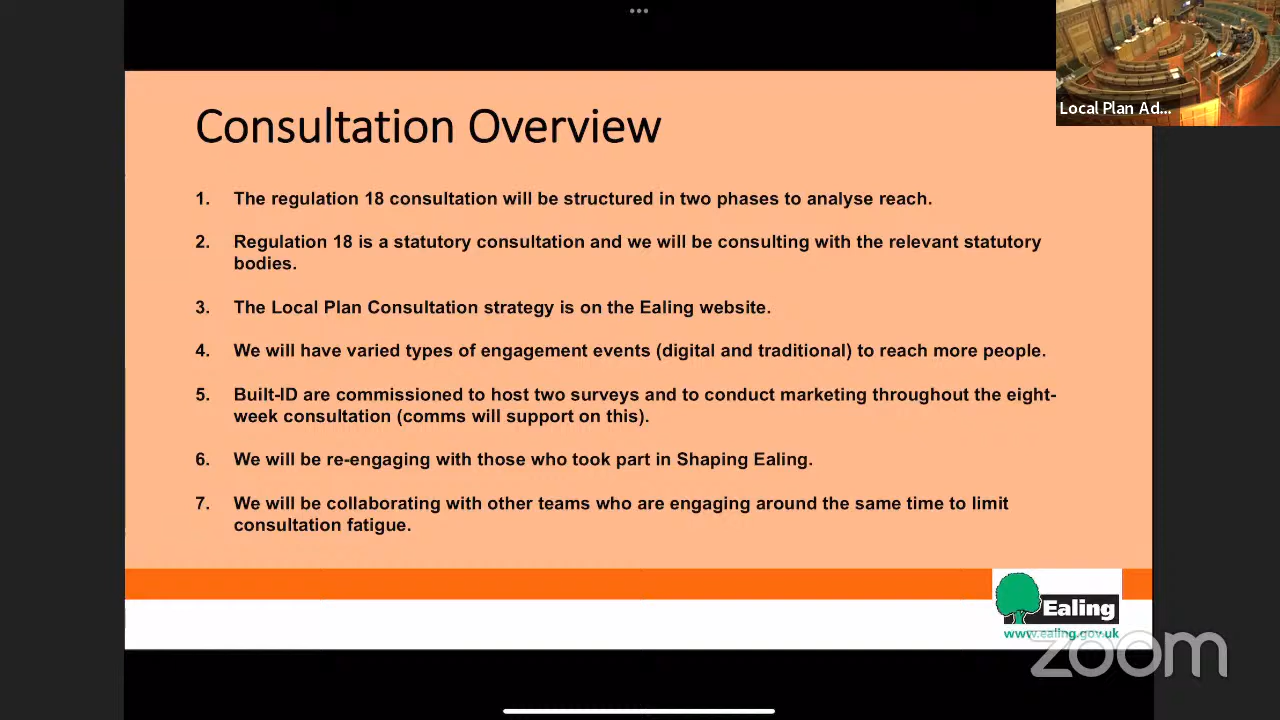 Local Plan Ad...
Consultation Overview
1. The regulation 18 consultation will be structured in two phases to analyse reach.
2. Regulation 18 is a statutory consultation and we will be consulting with the relevant statutory
bodies.
3. The Local Plan Consultation strategy is on the Ealing website.
4. We will have varied types of engagement events (digital and traditional) to reach more people.
5. Built-ID are commissioned to host two surveys and to conduct marketing throughout the eight-
week consultation (comms will support on this).
6. We will be re-engaging with those who took part in Shaping Ealing.
7. We will be collaborating with other teams who are engaging around the same time to limit
consultation fatigue.
Ealing
www.ealing.gov.uk
zoom